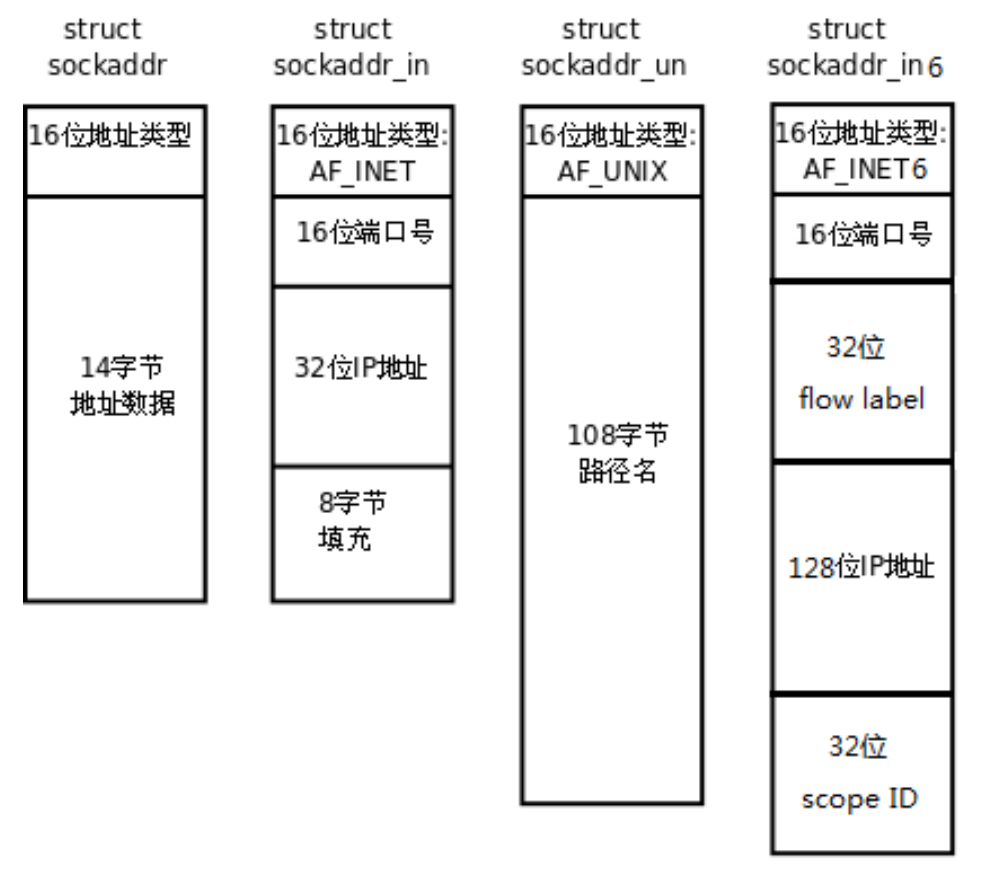 struct
sockaddr
16位地址类型
14字节
地址数据
struct
sockaddr_in
16位地址类型:
AF_INET
16位端口号
32位IP地址
8字节
填充
struct
sockaddr_un
16位地址类型:
AF_UNIX
108字节
路径名
struct
sockaddr_in6
16位地址类型:
AF_INET6
16位端口号
32位
flow label
128位IP地址
32位
scope ID